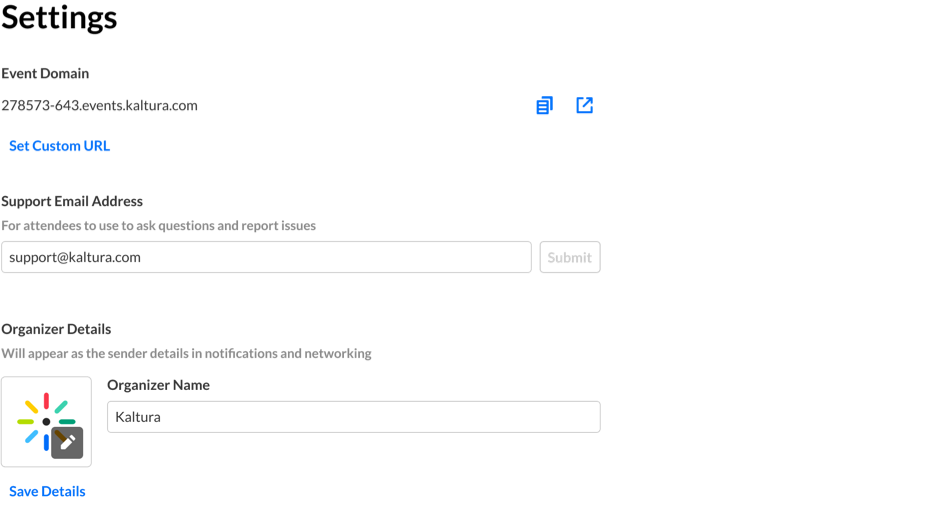 Settings
Event Domain
278573-643.events.kaltura.com
Set Custom URL
Support Email Address
For attendees to use to ask questions and report issues
support@kaltura.com
Submit
Organizer Details
Will appear as the sender details in notifications and networking
Organizer Name
Kaltura
Save Details